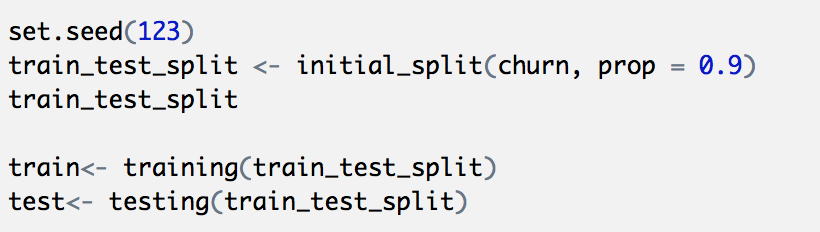 set.seed(123)
train_test_split <- initial_split(churn, prop = 0.9)
train_test_split
train<- training(train_test_split)
test<- testing(train_test_split)